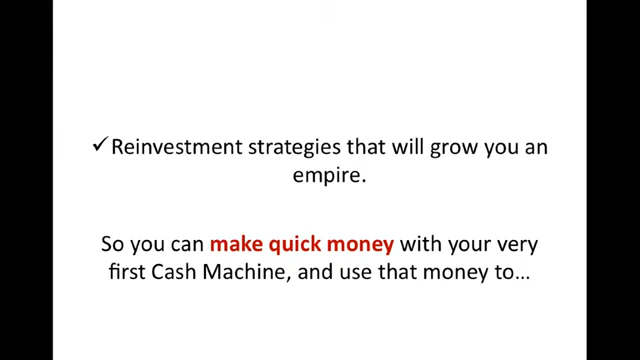 ✓Reinvestment strategies that will grow you an
empire.
So you can make quick money with your very
first Cash Machine, and use that money to…